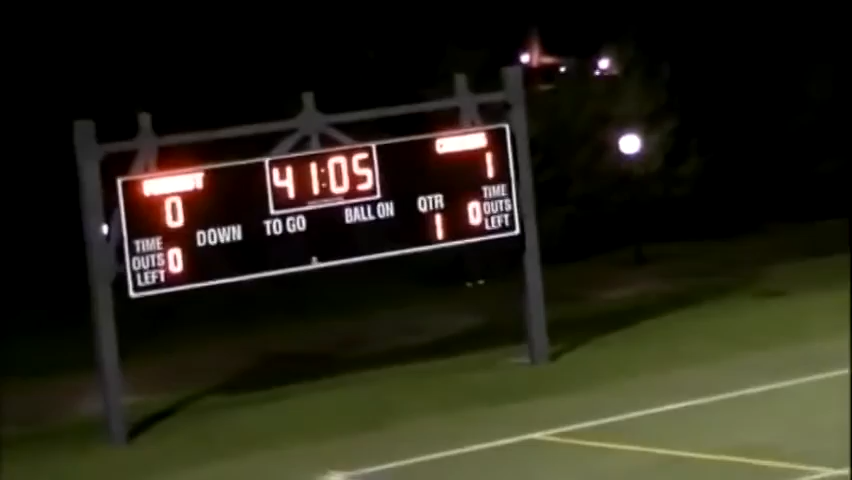 41:05
1
0
DOWN
TO GO
BALL ON
QTR
1
TIME
OUTS
LEFT
0
TIME
OUTS
LEFT
0